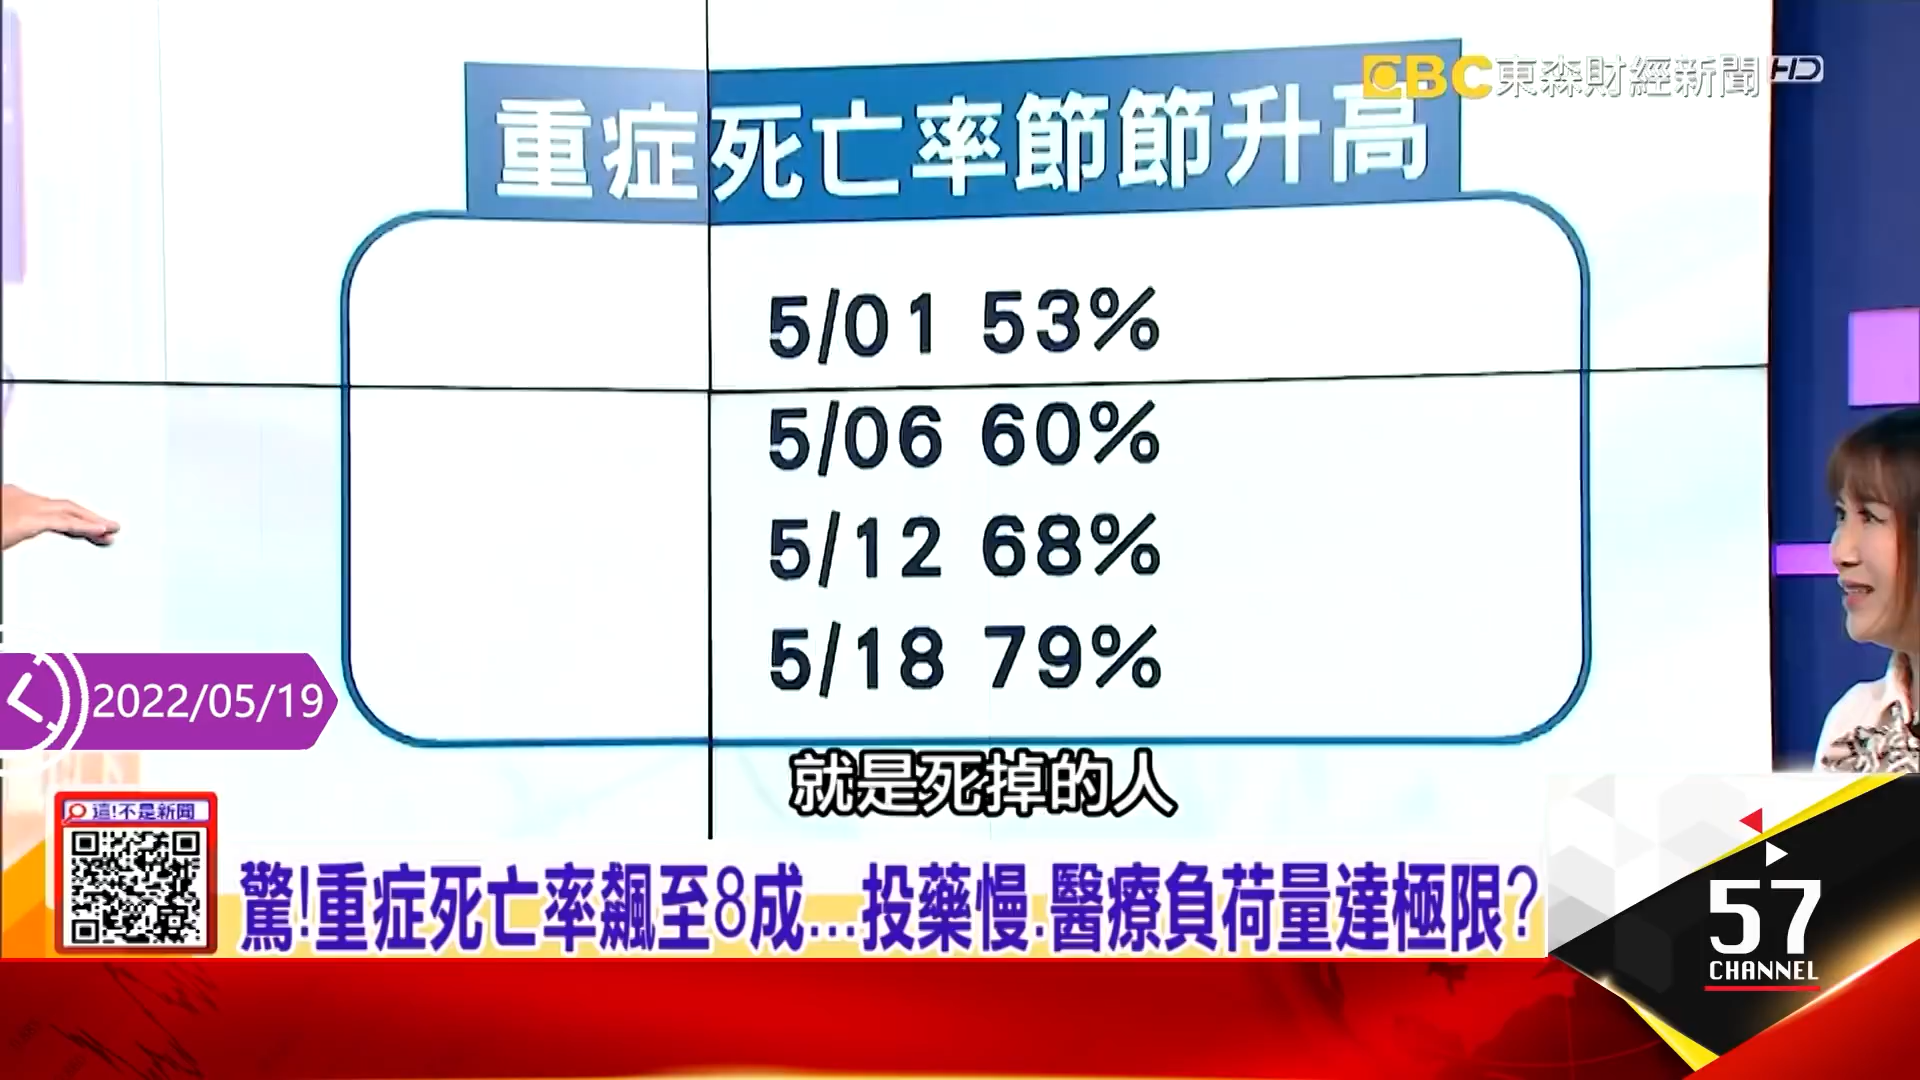 EBC東森財經新聞HD
重症死亡率節節升高
5/01 53%
5/06 60%
5/12 68%
5/18 79%
2022/05/19
就是死掉的人
這!不是新聞
驚!重症死亡率飆至8成...投藥慢.醫療負荷量達極限?
57
CHANNEL